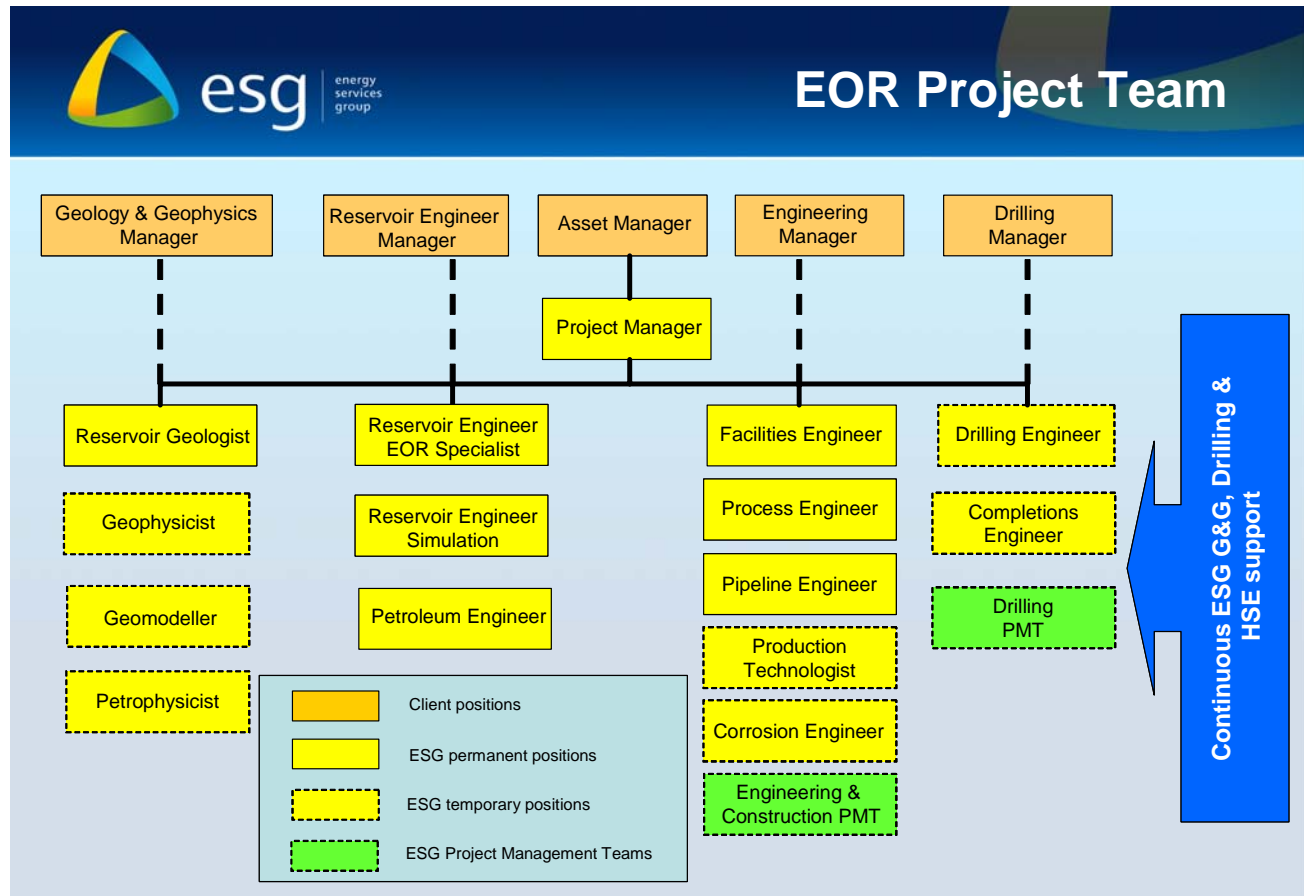 esg
energy
services
group
EOR Project Team
Geology & Geophysics
Manager
Reservoir Engineer
Manager
Asset Manager
Engineering
Manager
Drilling
Manager
Project Manager
Reservoir Geologist
Reservoir Engineer
EOR Specialist
Facilities Engineer
Drilling Engineer
Geophysicist
Reservoir Engineer
Simulation
Process Engineer
Completions
Engineer
Geomodeller
Petroleum Engineer
Pipeline Engineer
Drilling
PMT
Petrophysicist
Production
Technologist
Corrosion Engineer
Engineering &
Construction PMT
Client positions
ESG permanent positions
ESG temporary positions
ESG Project Management Teams
Continuous ESG G&G, Drilling &
HSE support